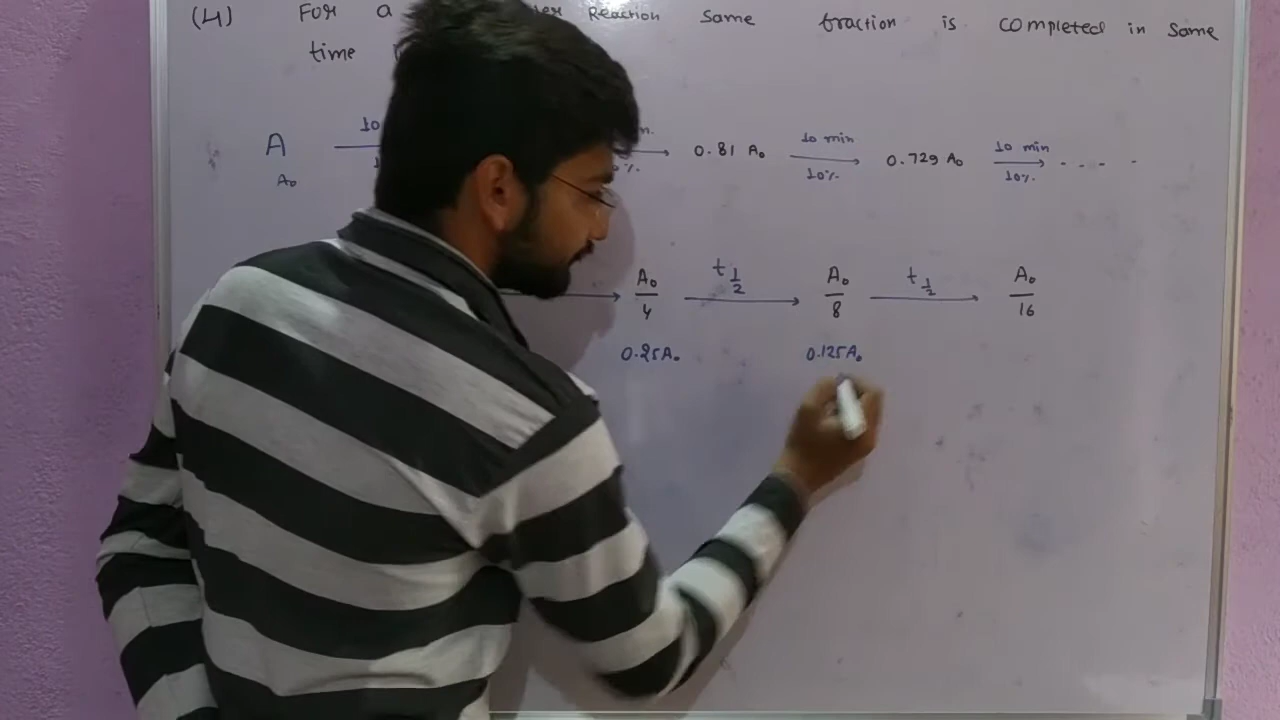 (4) For a Reaction Same fraction is completed in Same
time
A 10 0.81 A₀ 10 min 10% 0.729 A₀ 10 min 10% . . . . .
A₀
A₀/4 t½ A₀/8 t½ A₀/16
0.25A₀ 0.125A₀